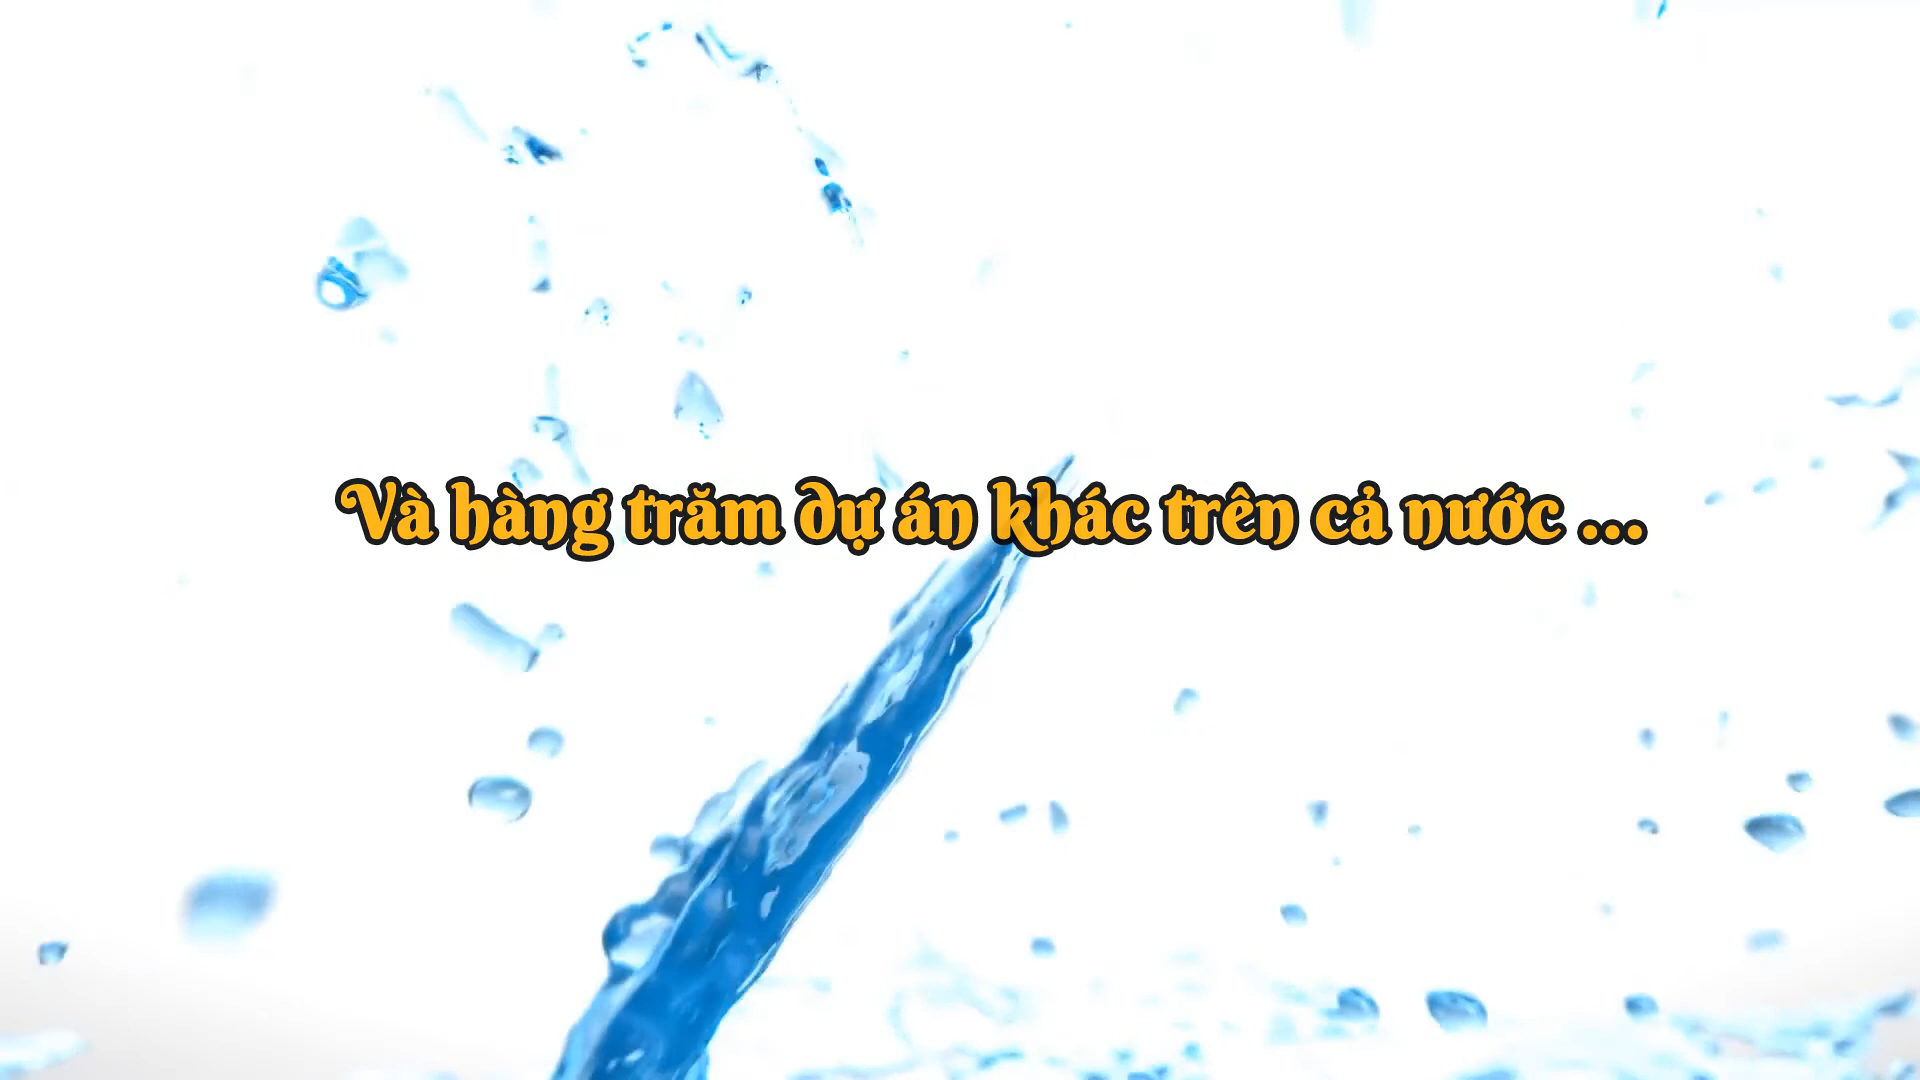 Và hàng trăm dự án khác trên cả nước ...